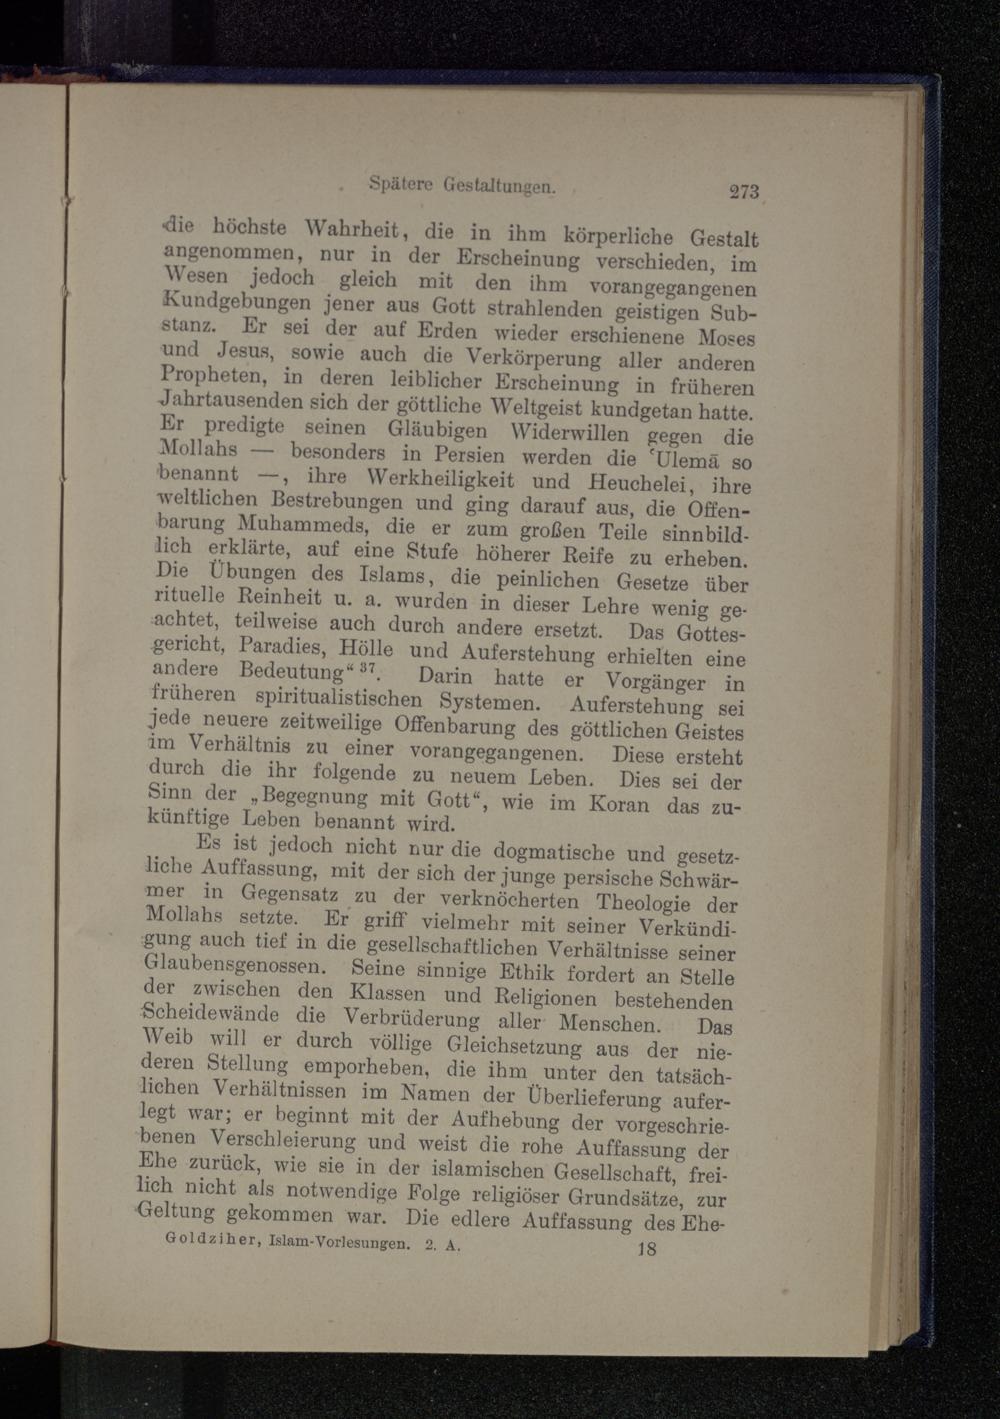 Spätere Gestaltungen. 273
die höchste Wahrheit, die in ihm körperliche Gestalt
angenommen, nur in der Erscheinung verschieden, im
Wesen jedoch gleich mit den ihm vorangegangenen
Kundgebungen jener aus Gott strahlenden geistigen Sub-
stanz. Er sei der auf Erden wieder erschienene Moses
und Jesus, sowie auch die Verkörperung aller anderen
Propheten, in deren leiblicher Erscheinung in früheren
Jahrtausenden sich der göttliche Weltgeist kundgetan hatte.
Er predigte seinen Gläubigen Widerwillen gegen die
Mollahs — besonders in Persien werden die ʿUlemā so
benannt —, ihre Werkheiligkeit und Heuchelei, ihre
weltlichen Bestrebungen und ging darauf aus, die Offen-
barung Muhammeds, die er zum großen Teile sinnbild-
lich erklärte, auf eine Stufe höherer Reife zu erheben.
Die Übungen des Islams, die peinlichen Gesetze über
rituelle Reinheit u. a. wurden in dieser Lehre wenig ge-
achtet, teilweise auch durch andere ersetzt. Das Gottes-
gericht, Paradies, Hölle und Auferstehung erhielten eine
andere Bedeutung“ 37. Darin hatte er Vorgänger in
früheren spiritualistischen Systemen. Auferstehung sei
jede neuere zeitweilige Offenbarung des göttlichen Geistes
im Verhältnis zu einer vorangegangenen. Diese ersteht
durch die ihr folgende zu neuem Leben. Dies sei der
Sinn der „Begegnung mit Gott“, wie im Koran das zu-
künftige Leben benannt wird.
Es ist jedoch nicht nur die dogmatische und gesetz-
liche Auffassung, mit der sich der junge persische Schwär-
mer in Gegensatz zu der verknöcherten Theologie der
Mollahs setzte. Er griff vielmehr mit seiner Verkündi-
gung auch tief in die gesellschaftlichen Verhältnisse seiner
Glaubensgenossen. Seine sinnige Ethik fordert an Stelle
der zwischen den Klassen und Religionen bestehenden
Scheidewände die Verbrüderung aller Menschen. Das
Weib will er durch völlige Gleichsetzung aus der nie-
deren Stellung emporheben, die ihm unter den tatsäch-
lichen Verhältnissen im Namen der Überlieferung aufer-
legt war; er beginnt mit der Aufhebung der vorgeschrie-
benen Verschleierung und weist die rohe Auffassung der
Ehe zurück, wie sie in der islamischen Gesellschaft, frei-
lich nicht als notwendige Folge religiöser Grundsätze, zur
Geltung gekommen war. Die edlere Auffassung des Ehe-
Goldziher, Islam-Vorlesungen. 2. A. 18